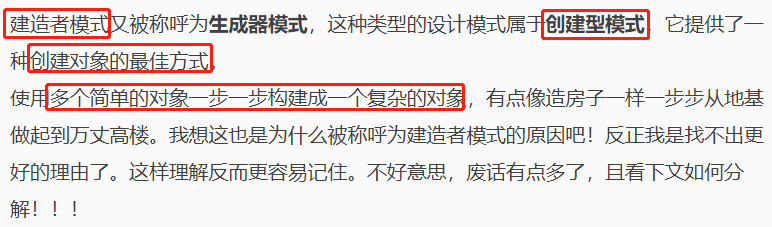 建造者模式又被称呼为生成器模式，这种类型的设计模式属于创建型模式，它提供了一
种创建对象的最佳方式。
使用多个简单的对象一步一步构建成一个复杂的对象，有点像造房子一样一步步从地基
做起到万丈高楼。我想这也是为什么被称呼为建造者模式的原因吧！反正我是找不出更
好的理由了。这样理解反而更容易记住。不好意思，废话有点多了，且看下文如何分
解！！！